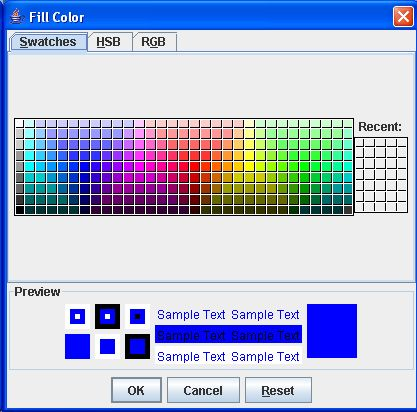 Fill Color
Swatches HSB RGB
Recent:
Preview
Sample Text Sample Text
Sample Text Sample Text
Sample Text Sample Text
OK Cancel Reset